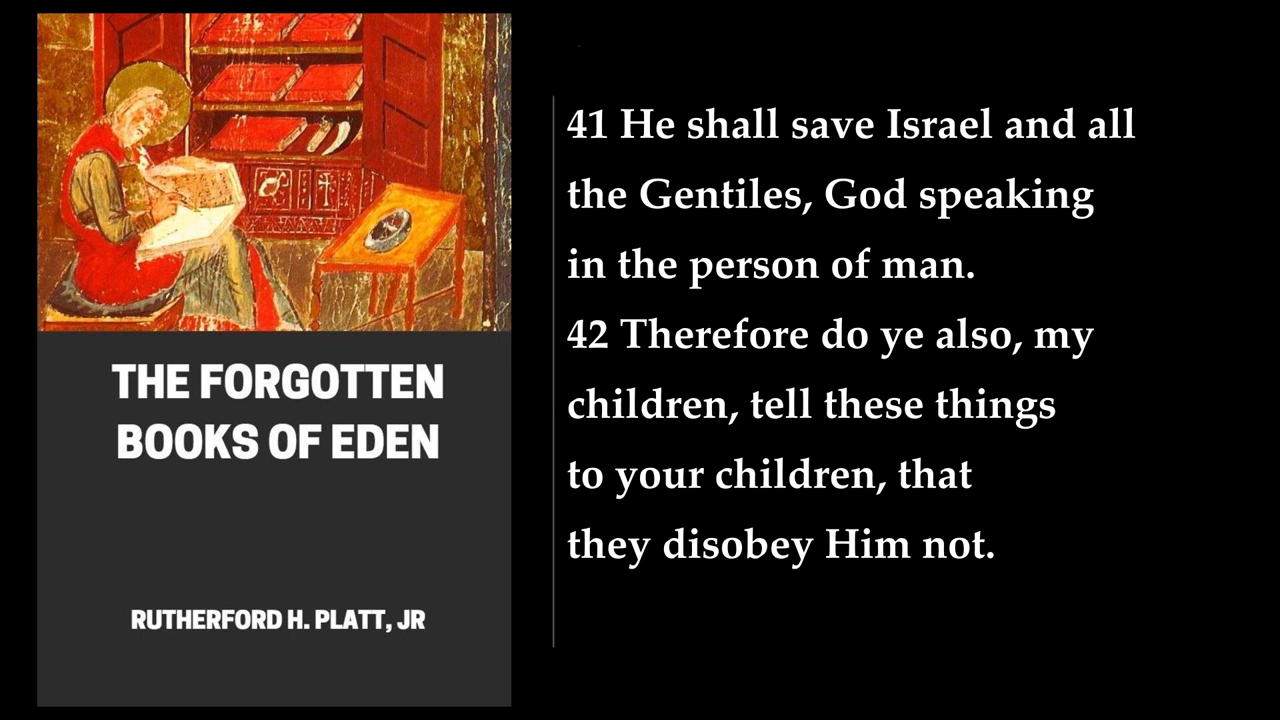 THE FORGOTTEN
BOOKS OF EDEN
RUTHERFORD H. PLATT, JR
41 He shall save Israel and all
the Gentiles, God speaking
in the person of man.
42 Therefore do ye also, my
children, tell these things
to your children, that
they disobey Him not.